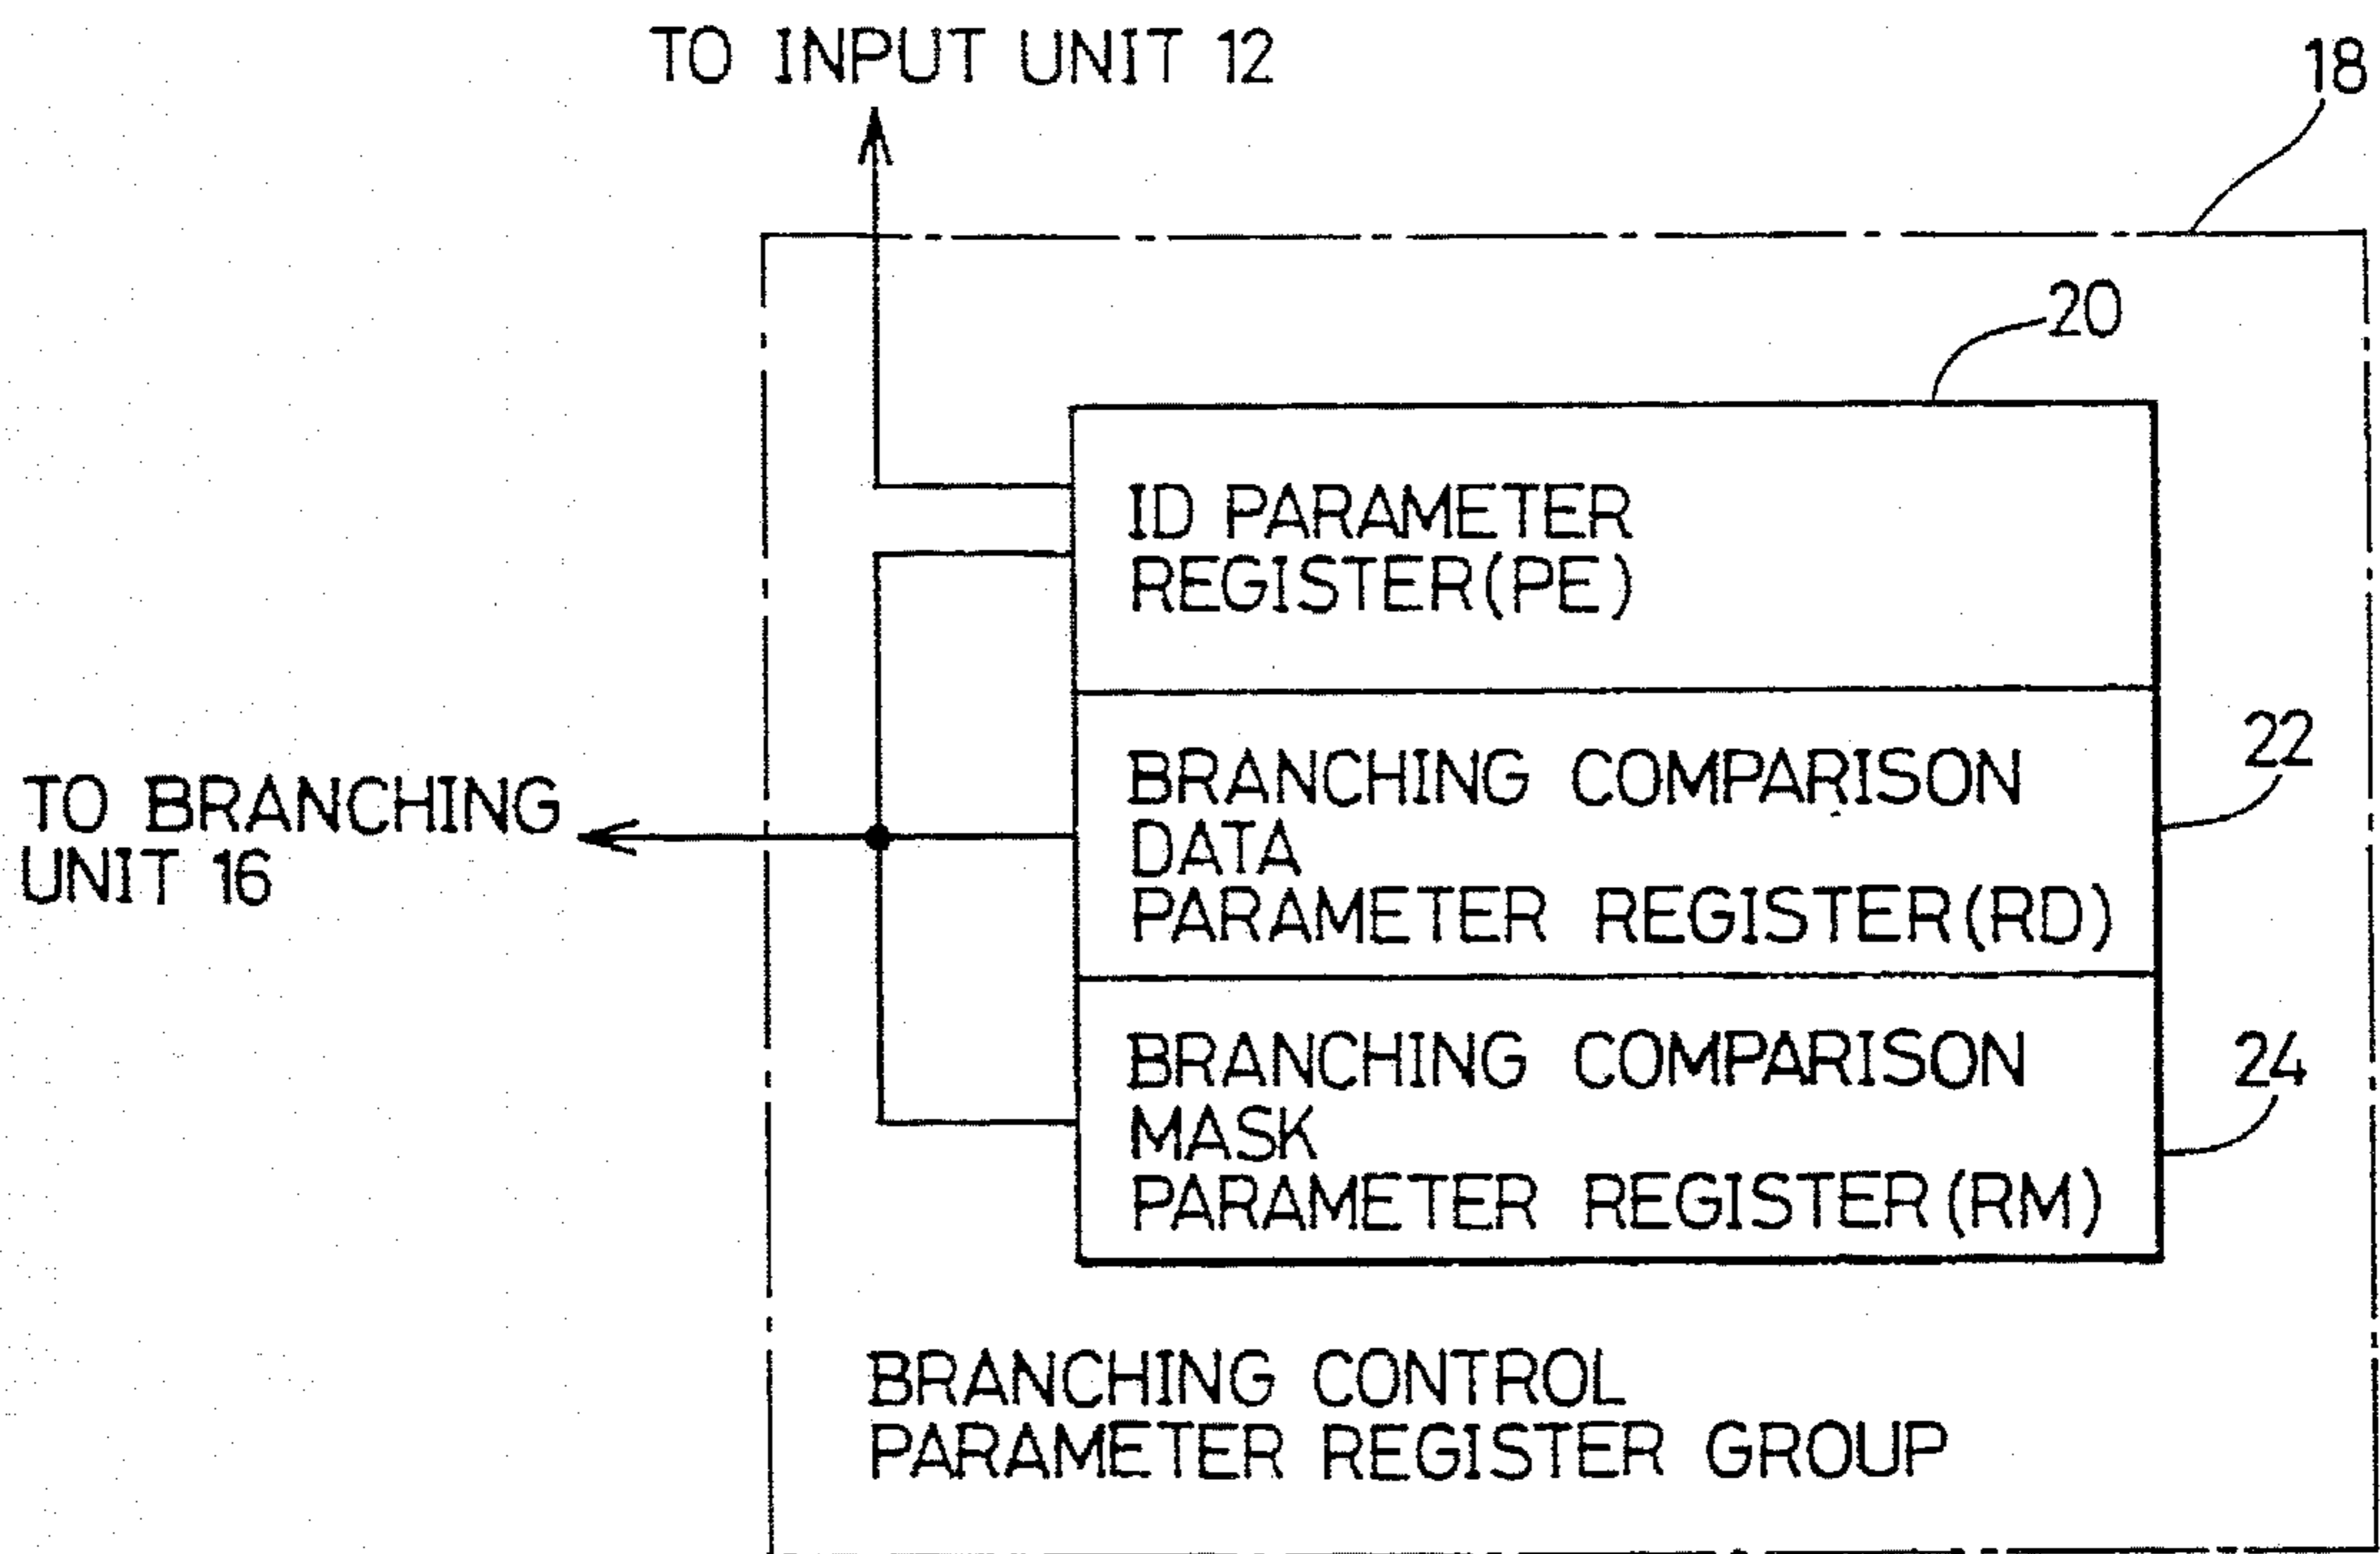 TO INPUT UNIT 12
18
20
ID PARAMETER
REGISTER(PE)
22
BRANCHING COMPARISON
DATA
PARAMETER REGISTER(RD)
TO BRANCHING
UNIT 16
24
BRANCHING COMPARISON
MASK
PARAMETER REGISTER(RM)
BRANCHING CONTROL
PARAMETER REGISTER GROUP